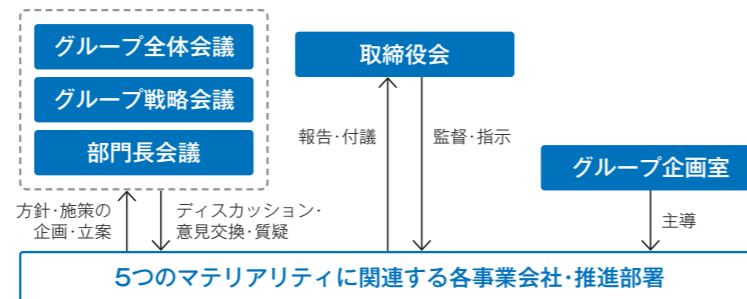 グループ全体会議
グループ戦略会議
部門長会議
取締役会
報告・付議
監督・指示
グループ企画室
方針・施策の
企画・立案
ディスカッション・
意見交換・質疑
主導
5つのマテリアリティに関連する各事業会社・推進部署